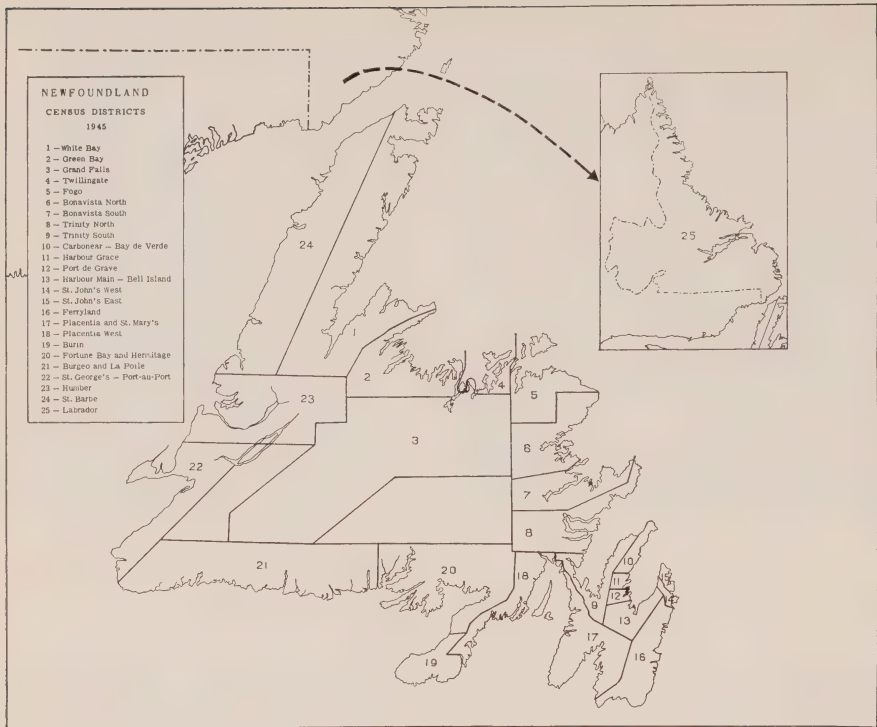 NEWFOUNDLAND
CENSUS DISTRICTS
1945
1 — White Bay
2 — Green Bay
3 — Grand Falls
4 — Twillingate
5 — Fogo
6 — Bonavista North
7 — Bonavista South
8 — Trinity North
9 — Trinity South
10 — Carbonear — Bay de Verde
11 — Harbour Grace
12 — Port de Grave
13 — Harbour Main — Bell Island
14 — St. John's West
15 — St. John's East
16 — Ferryland
17 — Placentia and St. Mary's
18 — Placentia West
19 — Burin
20 — Fortune Bay and Hermitage
21 — Burgeo and La Poile
22 — St. George's — Port-au-Port
23 — Humber
24 — St. Barbe
25 — Labrador
25
24
1
2
4
5
23
3
6
22
7
8
21
20
18
10
15
11
12
14
9
13
17
16
19